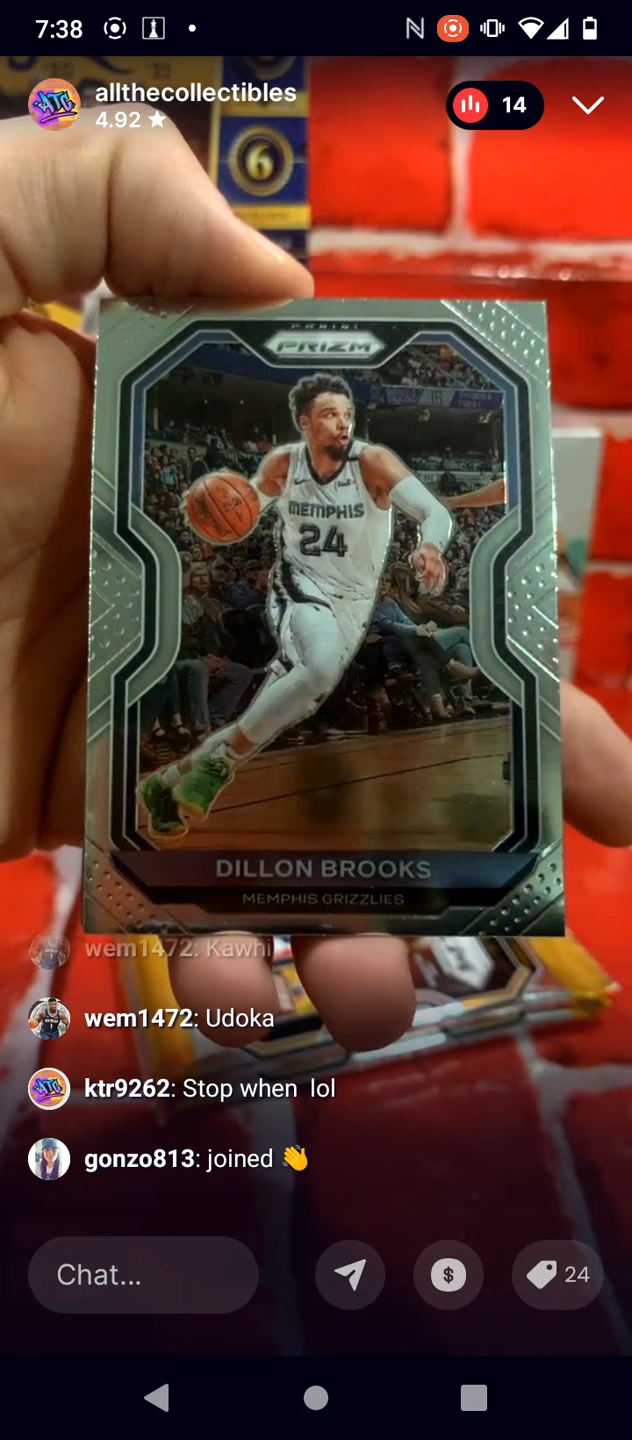 7:38
allthecollectibles
4.92 ★
14
6
PANINI
PRIZM
MEMPHIS
24
DILLON BROOKS
MEMPHIS GRIZZLIES
wem1472: Kawhi
wem1472: Udoka
ktr9262: Stop when lol
gonzo813: joined 👋
Chat...
24